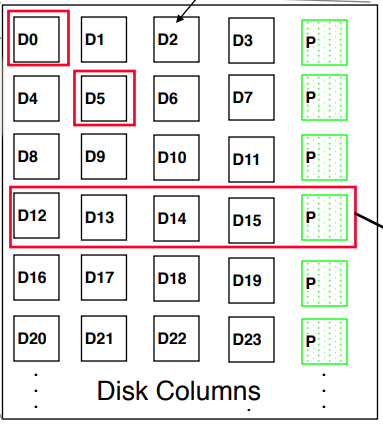 D0 D1 D2 D3 P
D4 D5 D6 D7 P
D8 D9 D10 D11 P
D12 D13 D14 D15 P
D16 D17 D18 D19 P
D20 D21 D22 D23 P
Disk Columns